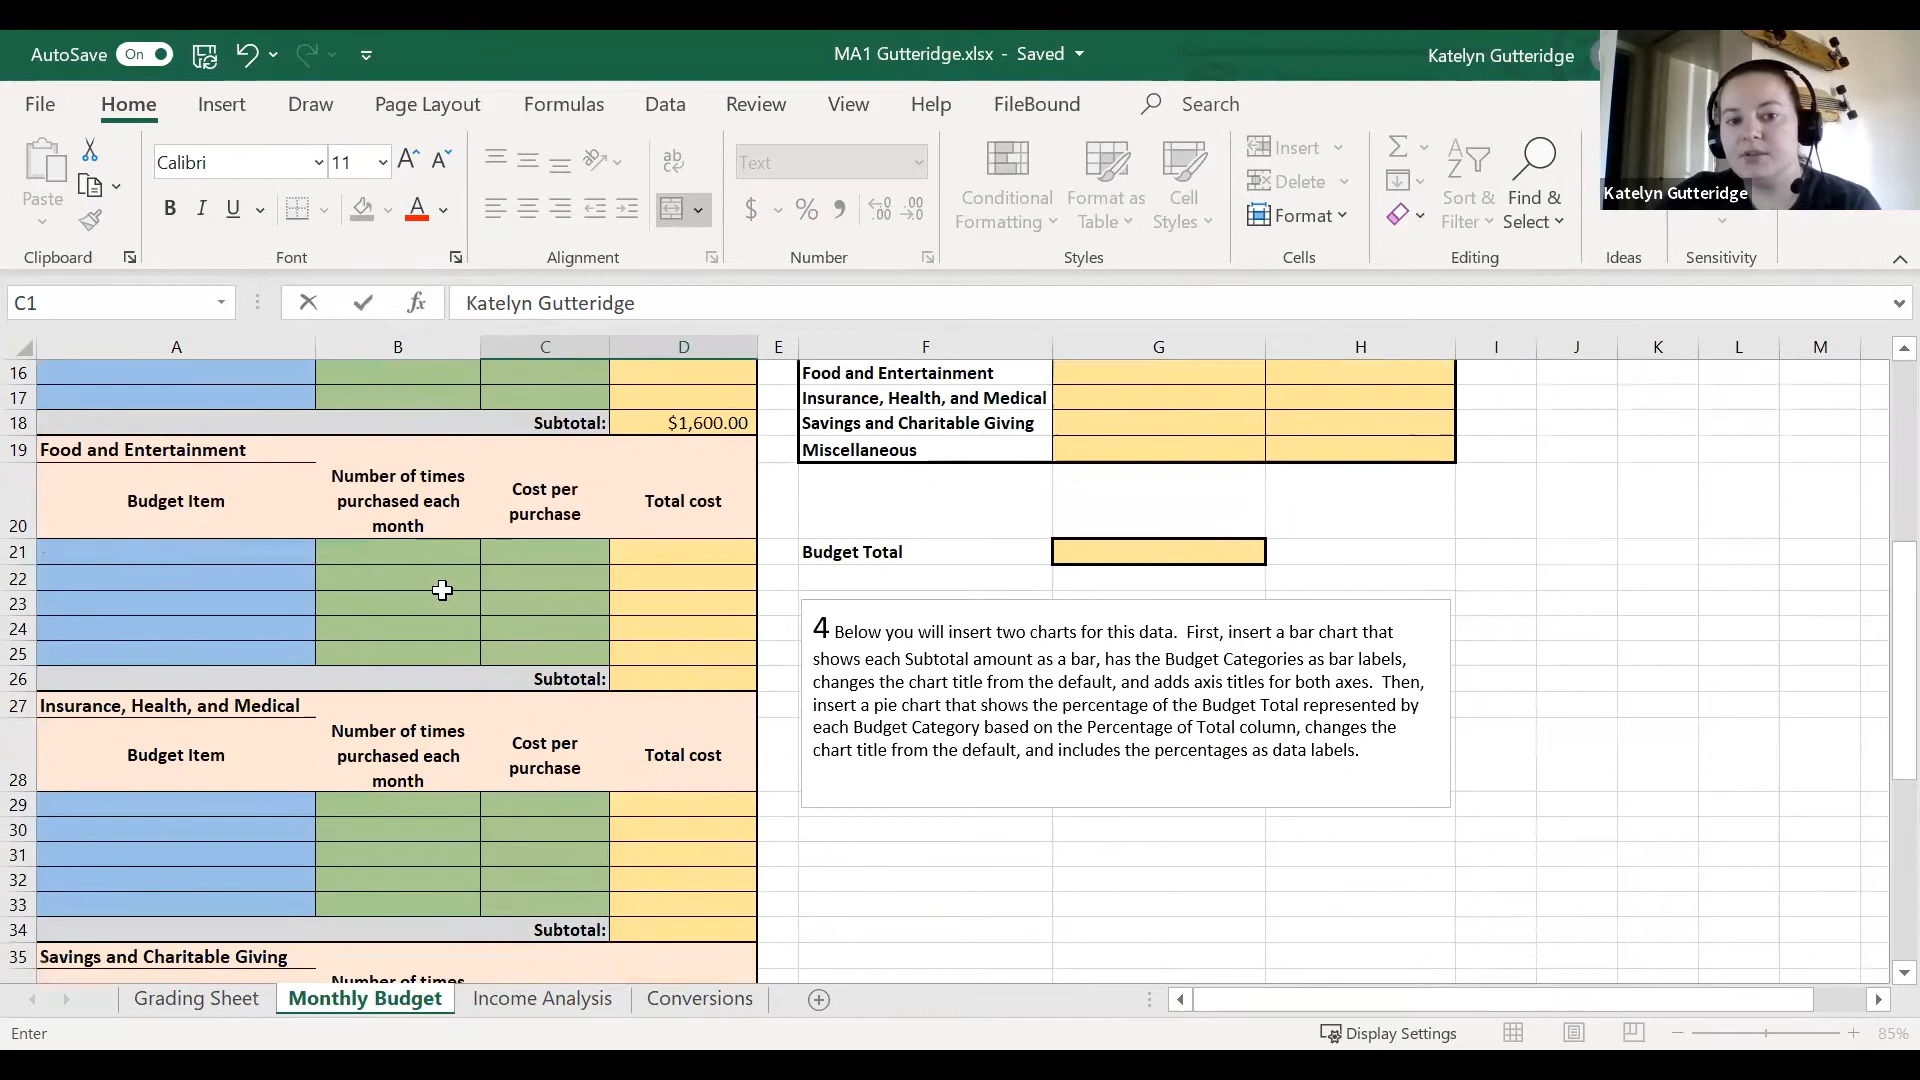 AutoSave On
MA1 Gutteridge.xlsx - Saved
Katelyn Gutteridge
File Home Insert Draw Page Layout Formulas Data Review View Help FileBound Search
Katelyn Gutteridge
Paste
Calibri 11
B I U A
ab
Text
$ % 9
Conditional Formatting
Format as Table
Cell Styles
Insert
Delete
Format
Sort & Filter
Find & Select
Clipboard Font Alignment Number Styles Cells Editing Ideas Sensitivity
C1 fx Katelyn Gutteridge
A B C D E F G H I J K L M
16 Food and Entertainment
17 Insurance, Health, and Medical
18 Subtotal: $1,600.00 Savings and Charitable Giving
19 Food and Entertainment Miscellaneous
20 Budget Item
Number of times
purchased each
month
Cost per
purchase
Total cost
21 Budget Total
22
23
24
25
26 Subtotal:
27 Insurance, Health, and Medical
28 Budget Item
Number of times
purchased each
month
Cost per
purchase
Total cost
29
30
31
32
33
34 Subtotal:
35 Savings and Charitable Giving
Number of times
4 Below you will insert two charts for this data. First, insert a bar chart that
shows each Subtotal amount as a bar, has the Budget Categories as bar labels,
changes the chart title from the default, and adds axis titles for both axes. Then,
insert a pie chart that shows the percentage of the Budget Total represented by
each Budget Category based on the Percentage of Total column, changes the
chart title from the default, and includes the percentages as data labels.
Grading Sheet Monthly Budget Income Analysis Conversions
Enter
Display Settings
85%